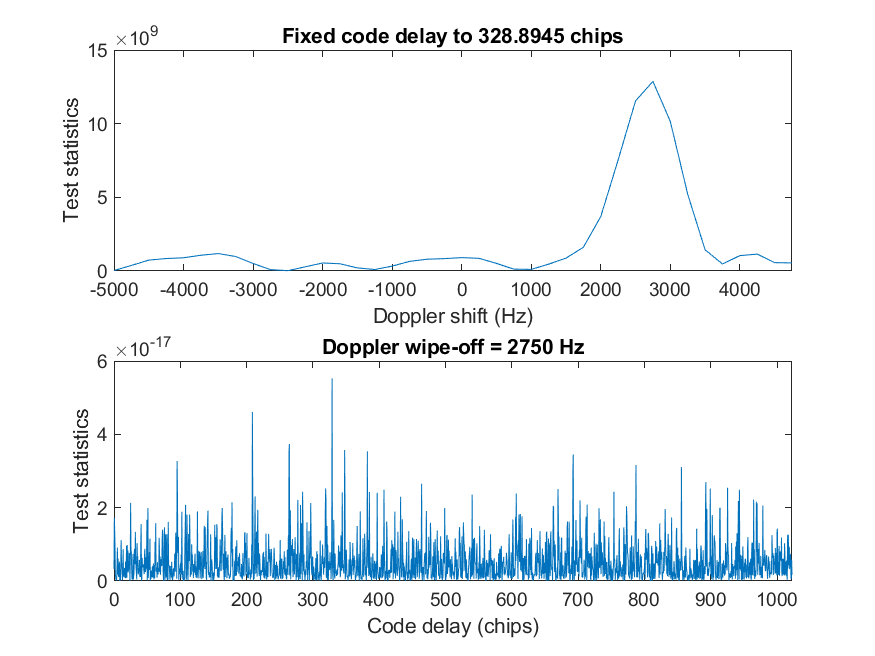 ×10^9
Fixed code delay to 328.8945 chips
15
10
5
0
Test statistics
-5000 -4000 -3000 -2000 -1000 0 1000 2000 3000 4000
Doppler shift (Hz)
×10^-17
Doppler wipe-off = 2750 Hz
6
4
2
0
Test statistics
0 100 200 300 400 500 600 700 800 900 1000
Code delay (chips)